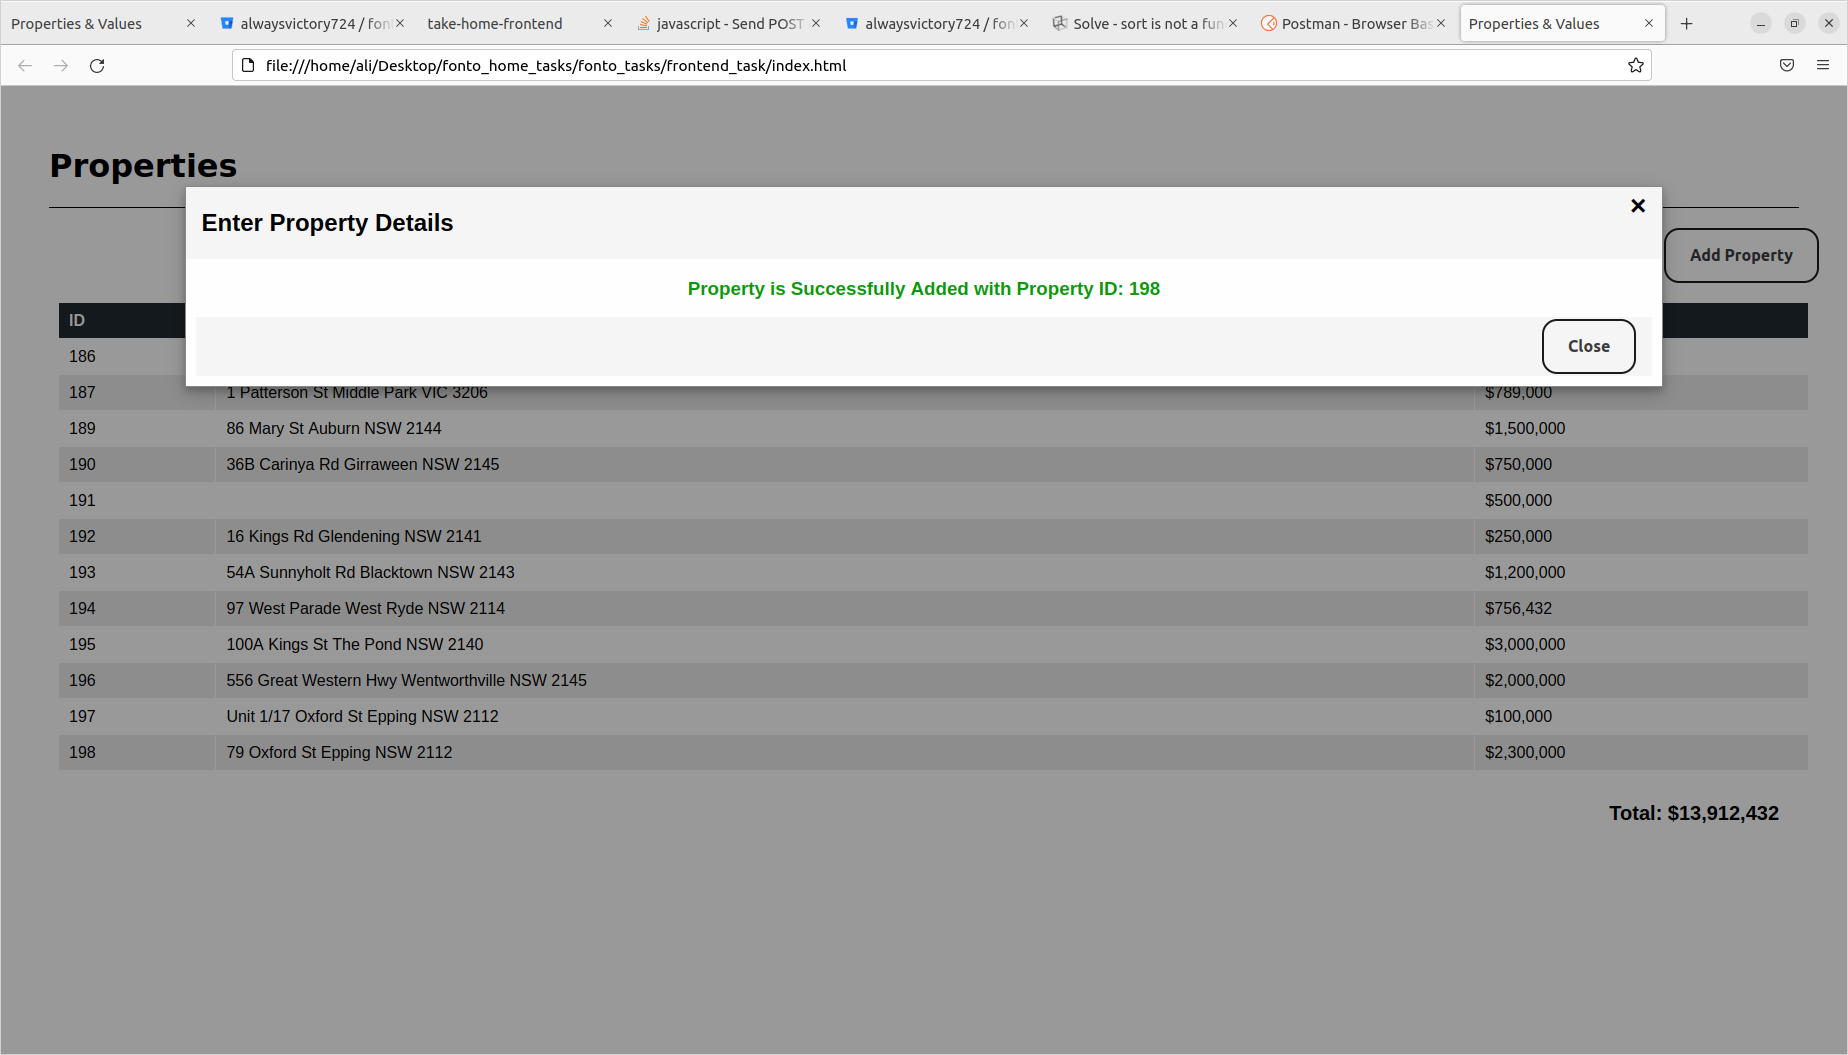 Properties & Values
alwaysvictory724 / fon
take-home-frontend
javascript - Send POST
alwaysvictory724 / fon
Solve - sort is not a fun
Postman - Browser Bas
Properties & Values
file:///home/ali/Desktop/fonto_home_tasks/fonto_tasks/frontend_task/index.html
Properties
Enter Property Details
Add Property
Property is Successfully Added with Property ID: 198
ID
Close
186
187 1 Patterson St Middle Park VIC 3206 $789,000
189 86 Mary St Auburn NSW 2144 $1,500,000
190 36B Carinya Rd Girraween NSW 2145 $750,000
191 $500,000
192 16 Kings Rd Glendening NSW 2141 $250,000
193 54A Sunnyholt Rd Blacktown NSW 2143 $1,200,000
194 97 West Parade West Ryde NSW 2114 $756,432
195 100A Kings St The Pond NSW 2140 $3,000,000
196 556 Great Western Hwy Wentworthville NSW 2145 $2,000,000
197 Unit 1/17 Oxford St Epping NSW 2112 $100,000
198 79 Oxford St Epping NSW 2112 $2,300,000
Total: $13,912,432